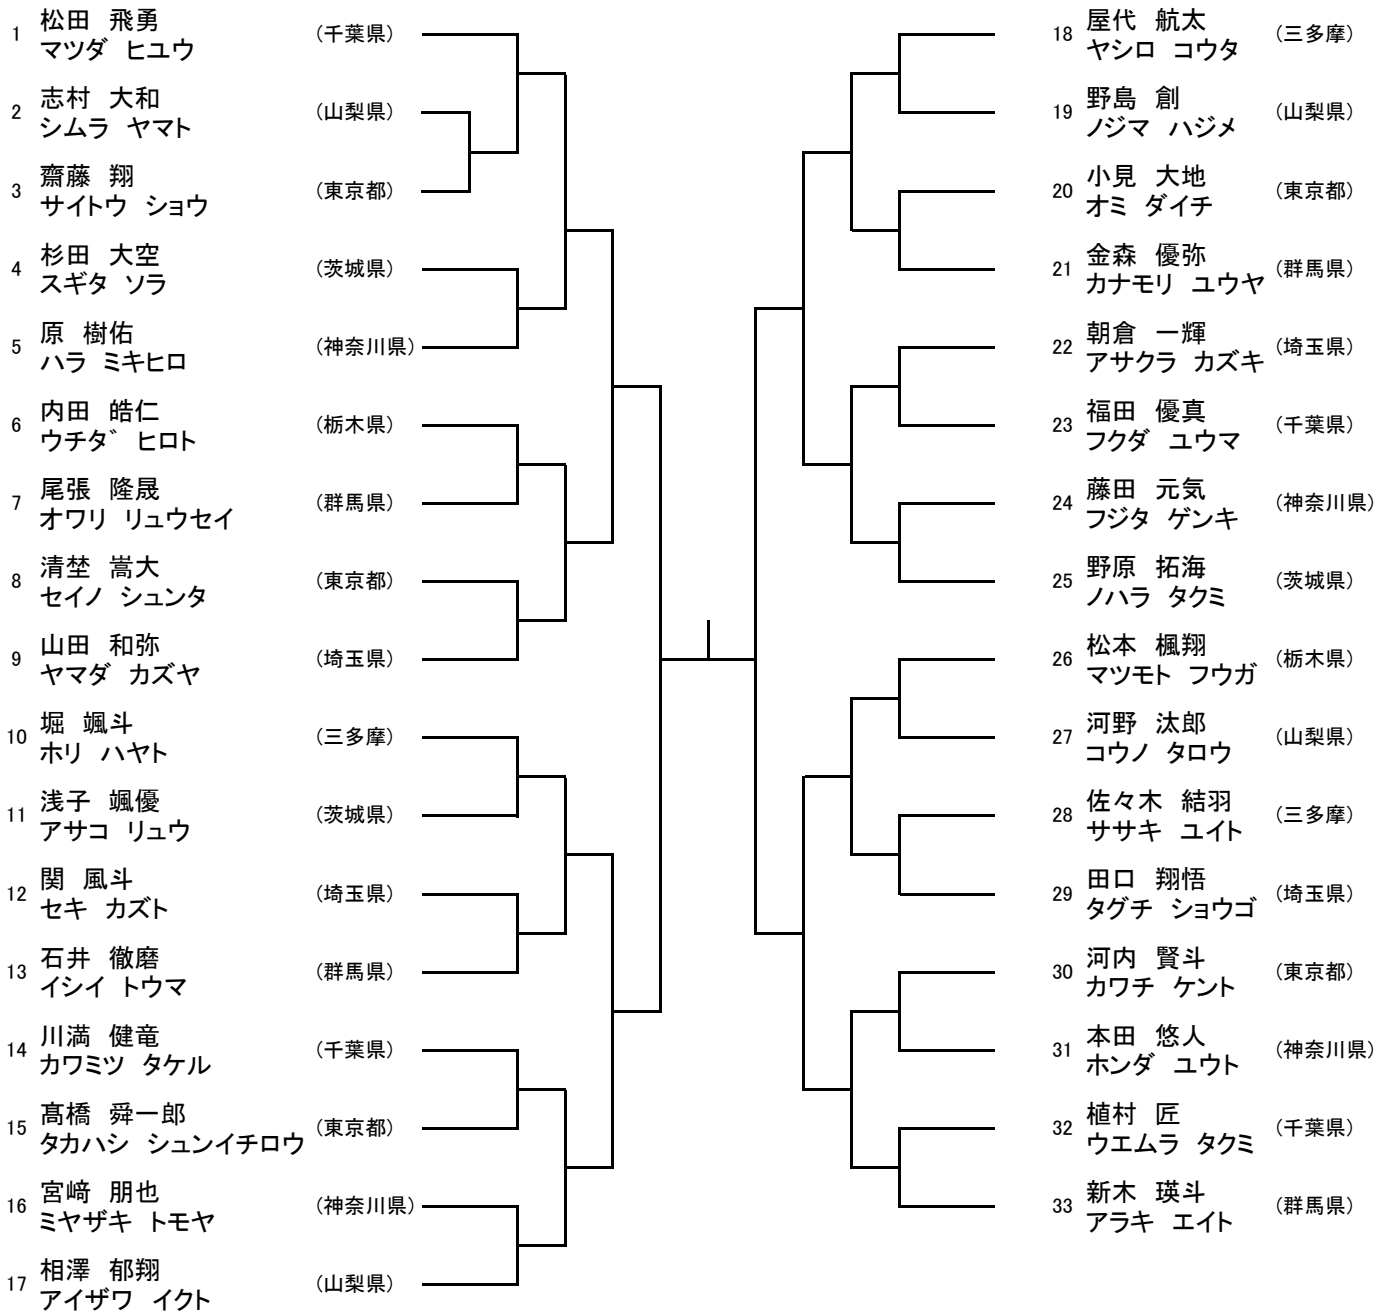 1 松田 飛勇 (千葉県)
マツダ ヒユウ
2 志村 大和 (山梨県)
シムラ ヤマト
3 齋藤 翔 (東京都)
サイトウ ショウ
4 杉田 大空 (茨城県)
スギタ ソラ
5 原 樹佑 (神奈川県)
ハラ ミキヒロ
6 内田 皓仁 (栃木県)
ウチタ゛ ヒロト
7 尾張 隆晟 (群馬県)
オワリ リュウセイ
8 清埜 嵩大 (東京都)
セイノ シュンタ
9 山田 和弥 (埼玉県)
ヤマダ カズヤ
10 堀 颯斗 (三多摩)
ホリ ハヤト
11 浅子 颯優 (茨城県)
アサコ リュウ
12 関 風斗 (埼玉県)
セキ カズト
13 石井 徹磨 (群馬県)
イシイ トウマ
14 川満 健竜 (千葉県)
カワミツ タケル
15 髙橋 舜一郎 (東京都)
タカハシ シュンイチロウ
16 宮﨑 朋也 (神奈川県)
ミヤザキ トモヤ
17 相澤 郁翔 (山梨県)
アイザワ イクト
18 屋代 航太 (三多摩)
ヤシロ コウタ
19 野島 創 (山梨県)
ノジマ ハジメ
20 小見 大地 (東京都)
オミ ダイチ
21 金森 優弥 (群馬県)
カナモリ ユウヤ
22 朝倉 一輝 (埼玉県)
アサクラ カズキ
23 福田 優真 (千葉県)
フクダ ユウマ
24 藤田 元気 (神奈川県)
フジタ ゲンキ
25 野原 拓海 (茨城県)
ノハラ タクミ
26 松本 楓翔 (栃木県)
マツモト フウガ
27 河野 汰郎 (山梨県)
コウノ タロウ
28 佐々木 結羽 (三多摩)
ササキ ユイト
29 田口 翔悟 (埼玉県)
タグチ ショウゴ
30 河内 賢斗 (東京都)
カワチ ケント
31 本田 悠人 (神奈川県)
ホンダ ユウト
32 植村 匠 (千葉県)
ウエムラ タクミ
33 新木 瑛斗 (群馬県)
アラキ エイト